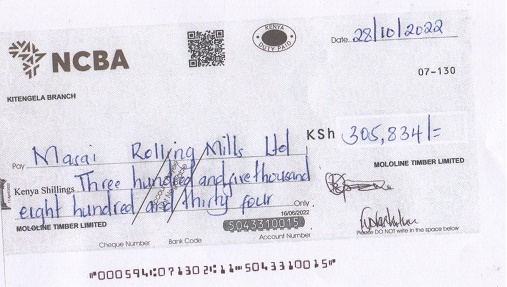 NCBA
KENYA
DUTY PAID
Date 28/10/2022
07-130
KITENGELA BRANCH
Pay Masai Rolling Mills Ltd KSh 305,834/=
MOLOLINE TIMBER LIMITED
Kenya Shillings Three hundred and five thousand
eight hundred and thirty four Only
16/06/2022
MOLOLINE TIMBER LIMITED
5043310015
Cheque Number Bank Code Account Number
Please DO NOT write in the space below
⑈000594⑆071302⑆11⑉5043310015⑈